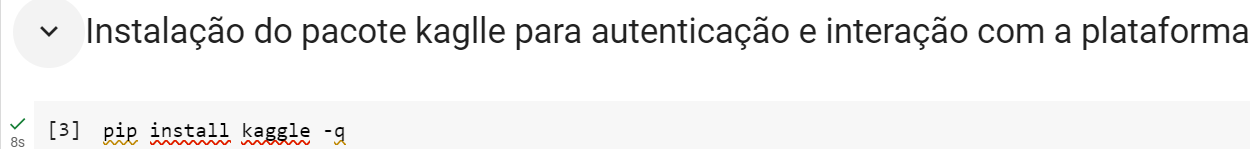 Instalação do pacote kaglle para autenticação e interação com a plataforma
[3] pip install kaggle -q
8s